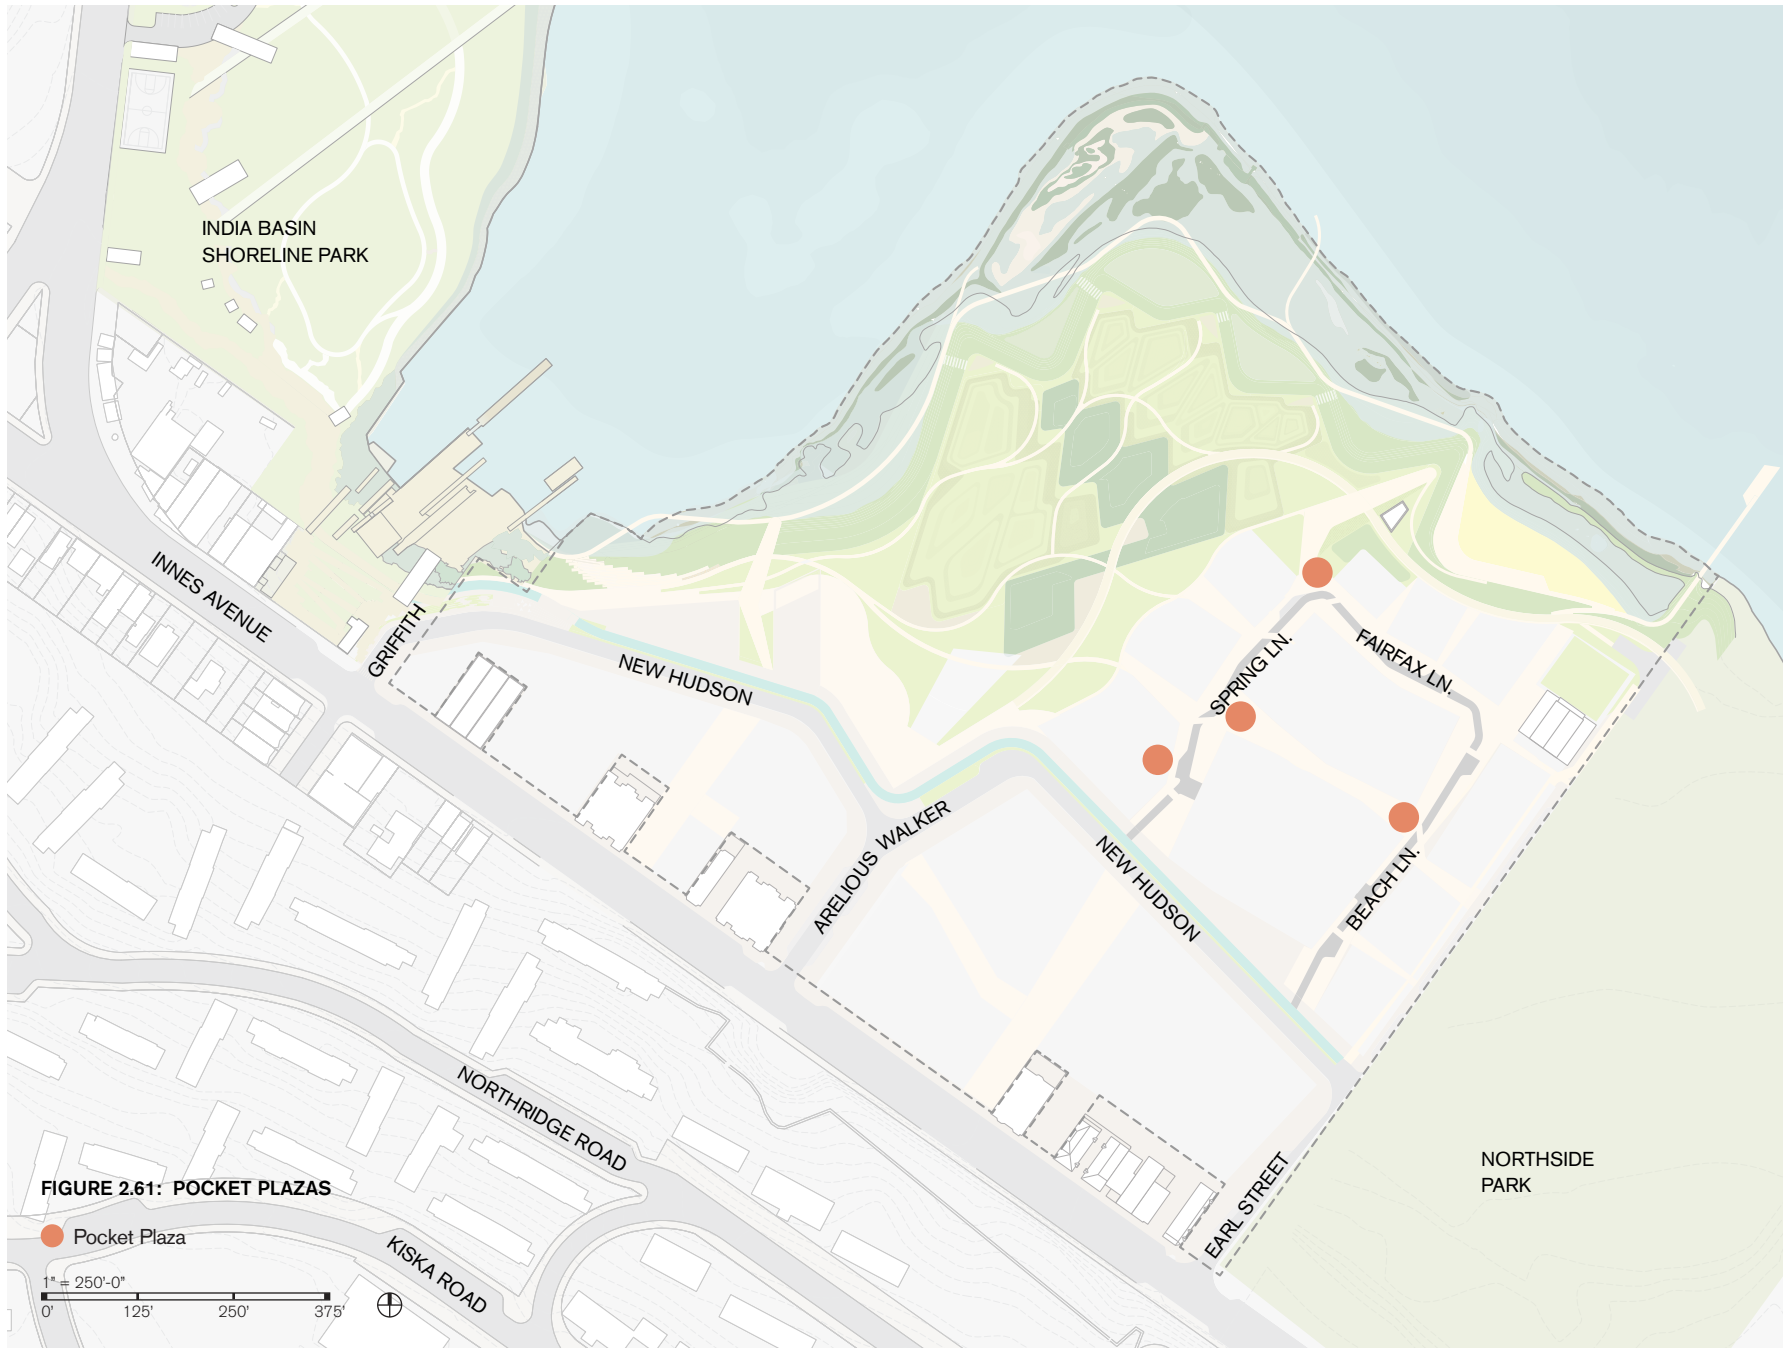 INDIA BASIN
SHORELINE PARK
INNES AVENUE
GRIFFITH
NEW HUDSON
SPRING LN.
FAIRFAX LN.
ARELIOUS WALKER
NEW HUDSON
BEACH LN.
NORTHRIDGE ROAD
EARL STREET
NORTHSIDE
PARK
KISKA ROAD
FIGURE 2.61: POCKET PLAZAS
Pocket Plaza
1" = 250'-0"
0' 125' 250' 375'